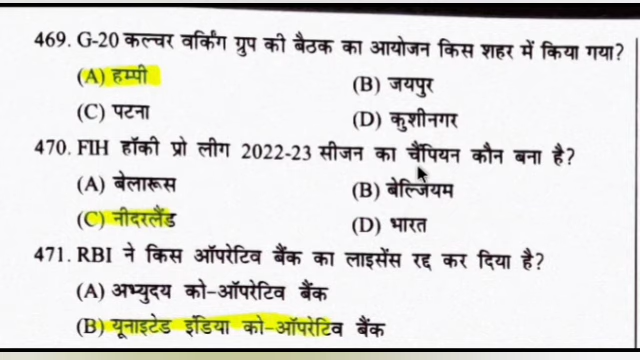 469. G-20 कल्चर वर्किंग ग्रुप की बैठक का आयोजन किस शहर में किया गया?
(A) हम्पी (B) जयपुर
(C) पटना (D) कुशीनगर
470. FIH हॉकी प्रो लीग 2022-23 सीजन का चैंपियन कौन बना है?
(A) बेलारूस (B) बेल्जियम
(C) नीदरलैंड (D) भारत
471. RBI ने किस ऑपरेटिव बैंक का लाइसेंस रद्द कर दिया है?
(A) अभ्युदय को-ऑपरेटिव बैंक
(B) यूनाइटेड इंडिया को-ऑपरेटिव बैंक